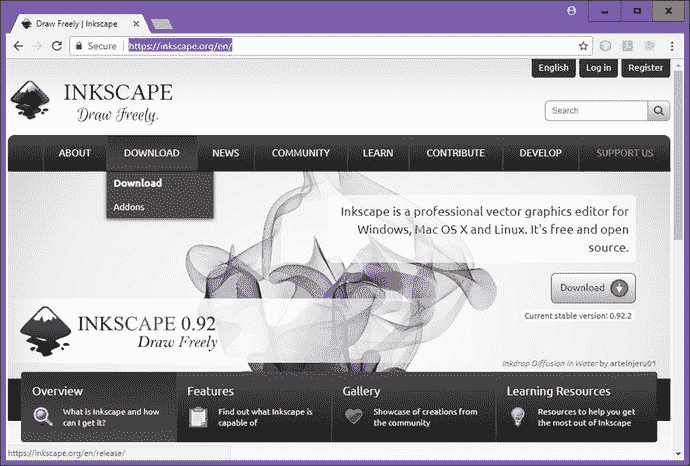 Draw Freely | Inkscape
Secure https://inkscape.org/en/
English Log in Register
INKSCAPE
Draw Freely.
Search
ABOUT DOWNLOAD NEWS COMMUNITY LEARN CONTRIBUTE DEVELOP SUPPORT US
Download
Addons
Inkscape is a professional vector graphics editor for
Windows, Mac OS X and Linux. It's free and open
source.
Download
Current stable version: 0.92.2
INKSCAPE 0.92
Draw Freely
Inkdrop Diffusion in Water by artelnjeru01
Overview
What is Inkscape and how
can I get it?
Features
Find out what Inkscape is
capable of
Gallery
Showcase of creations from
the community
Learning Resources
Resources to help you get
the most out of Inkscape
https://inkscape.org/en/release/